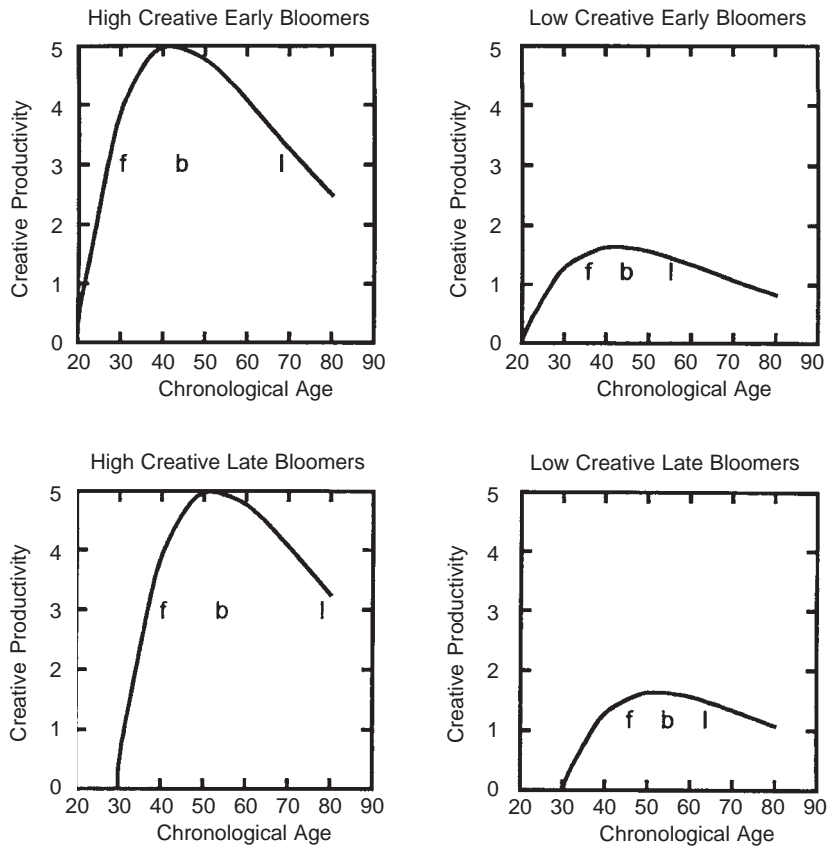 High Creative Early Bloomers
5
4
3
2
1
0
Creative Productivity
f b l
20 30 40 50 60 70 80 90
Chronological Age
Low Creative Early Bloomers
5
4
3
2
1
0
Creative Productivity
f b l
20 30 40 50 60 70 80 90
Chronological Age
High Creative Late Bloomers
5
4
3
2
1
0
Creative Productivity
f b l
20 30 40 50 60 70 80 90
Chronological Age
Low Creative Late Bloomers
5
4
3
2
1
0
Creative Productivity
f b l
20 30 40 50 60 70 80 90
Chronological Age